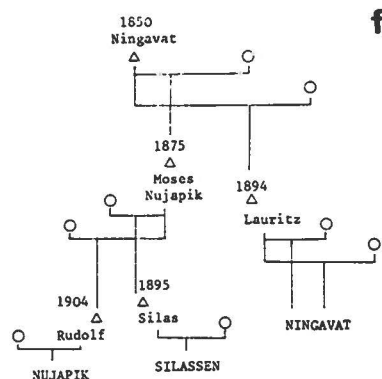 f
1850
Ningavat
1875
Moses
Nujapik
1894
Lauritz
1904
Rudolf
1895
Silas
NUJAPIK
SILASSEN
NINGAVAT